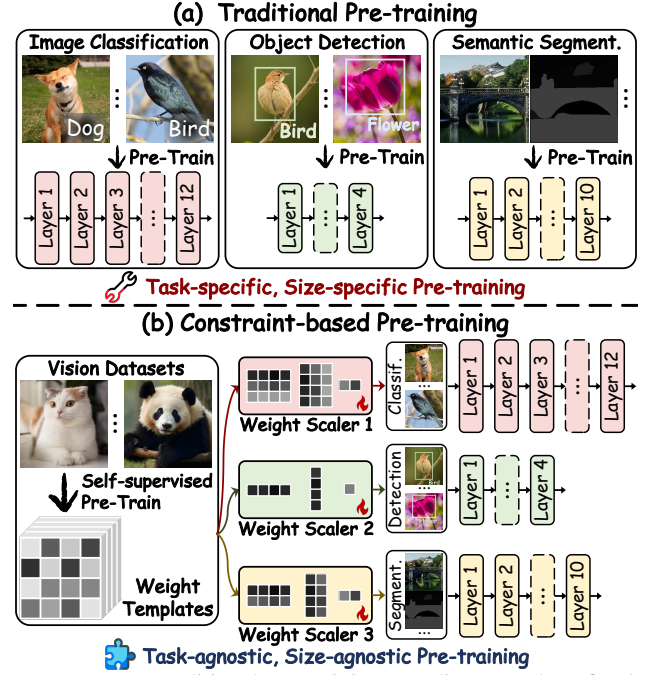 (a) Traditional Pre-training
Image Classification
Dog
Bird
Pre-Train
Layer 1
Layer 2
Layer 3
...
Layer 12
Object Detection
Bird
Flower
Pre-Train
Layer 1
...
Layer 4
Semantic Segment.
Pre-Train
Layer 1
Layer 2
...
Layer 10
Task-specific, Size-specific Pre-training
(b) Constraint-based Pre-training
Vision Datasets
Self-supervised
Pre-Train
Weight
Templates
Weight Scaler 1
Classif.
...
Layer 1
Layer 2
Layer 3
...
Layer 12
Weight Scaler 2
Detection
Bird
...
Layer 1
...
Layer 4
Weight Scaler 3
Segment.
...
Layer 1
Layer 2
...
Layer 10
Task-agnostic, Size-agnostic Pre-training